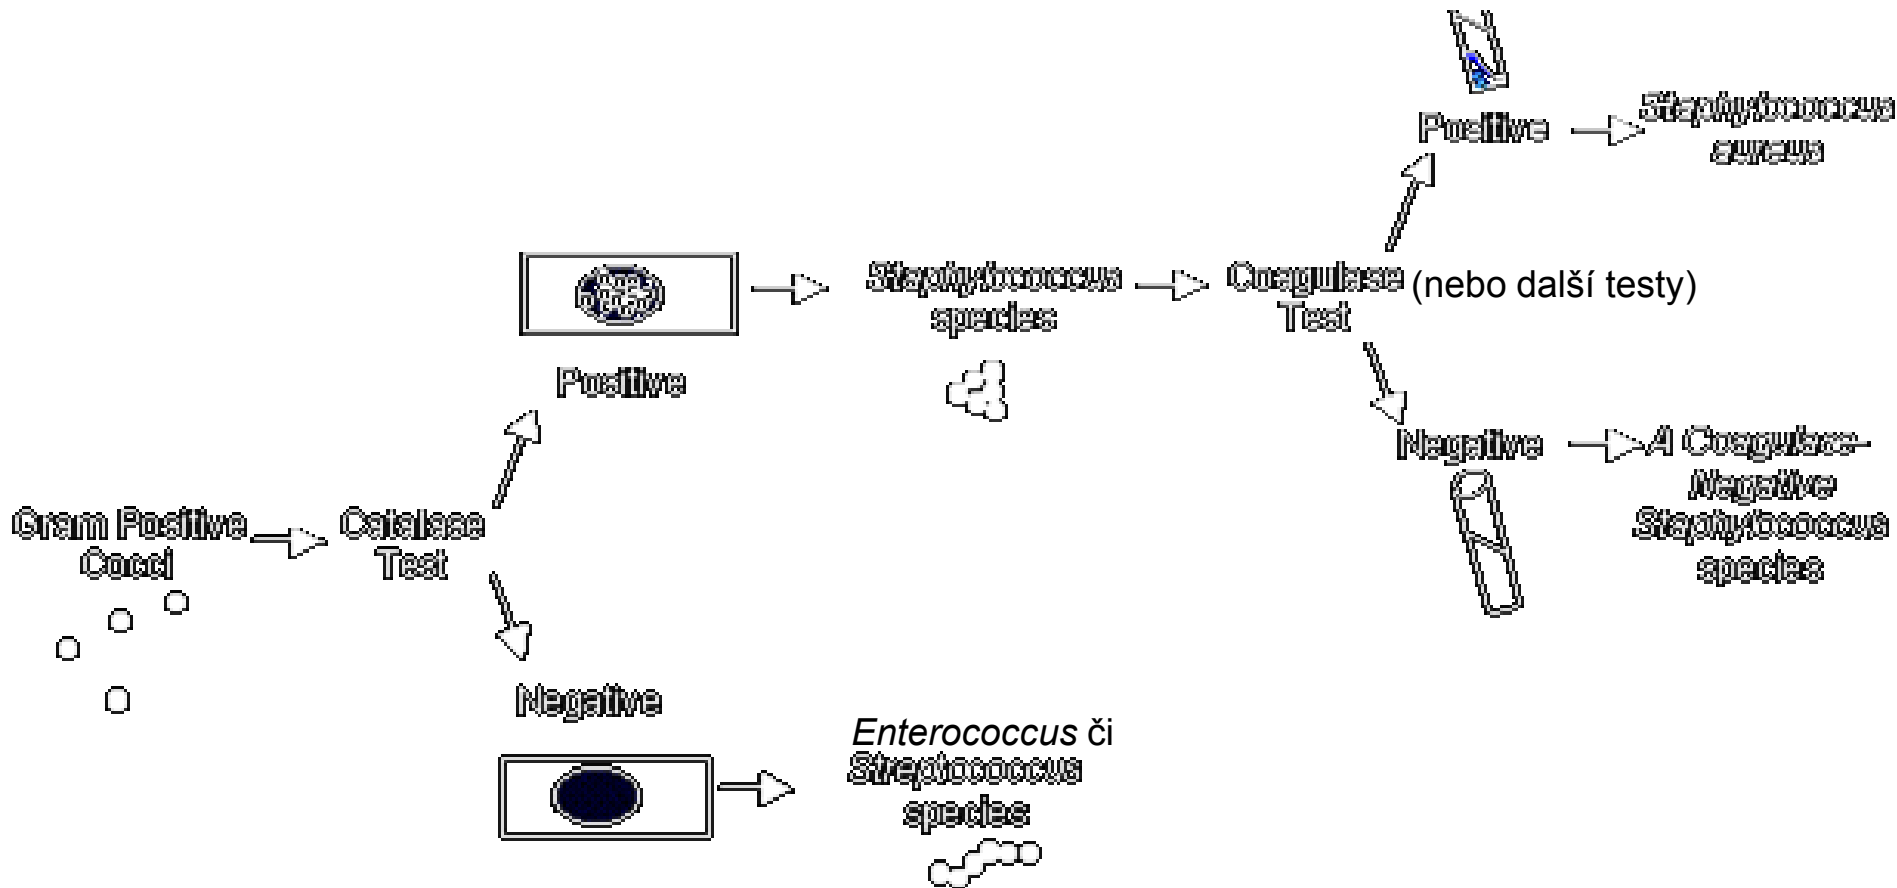 Gram Positive
Cocci
Catalase
Test
Positive
Staphylococcus
species
Coagulase (nebo další testy)
Test
Positive
Staphylococcus
aureus
Negative
A Coagulase-
Negative
Staphylococcus
species
Negative
Enterococcus či
Streptococcus
species